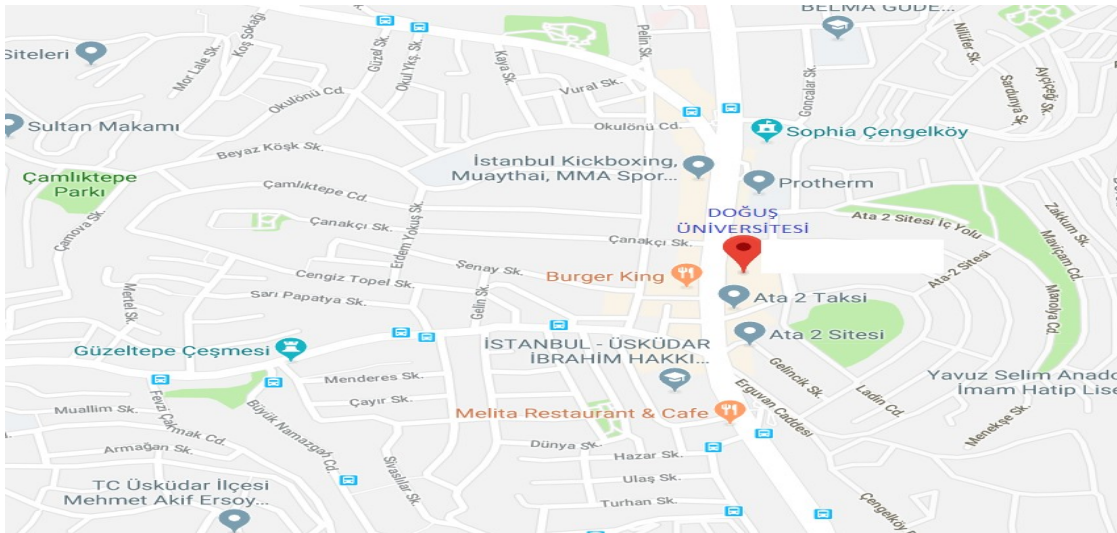 BELMA GÜDE...
Siteleri
Koş Sokağı
Mor Lale Sk.
Güzel Sk.
Okul Ykş. Sk.
Kaya Sk.
Pelin Sk.
Vural Sk.
Nilüfer Sk.
Ayçiçeği Sk.
Sardunya Sk.
Goncalar Sk.
Okulönü Cd.
Okulönü Cd.
Sultan Makamı
Sophia Çengelköy
Beyaz Köşk Sk.
İstanbul Kickboxing,
Muaythai, MMA Spor...
Protherm
Çamlıktepe
Parkı
Çamlıktepe Cd.
Çamova Sk.
Çanakçı Sk.
Çanakçı Sk.
Erdem Yokuş Sk.
DOĞUŞ
ÜNİVERSİTESİ
Ata 2 Sitesi İç Yolu
Zakkum Sk.
Maviçam Cd.
Ata-2 Sitesi
Manolya Cd.
Şenay Sk.
Cengiz Topel Sk.
Sarı Papatya Sk.
Gelin Sk.
Mertel Sk.
Burger King
Ata 2 Taksi
Ata 2 Sitesi
Güzeltepe Çeşmesi
İSTANBUL - ÜSKÜDAR
İBRAHİM HAKKI...
Menderes Sk.
Çayır Sk.
Gelincik Sk.
Erguvan Caddesi
Ladin Cd.
Yavuz Selim Anado
İmam Hatip Lise
Menekşe Sk.
Muallim Sk.
Fevzi Çakmak Cd.
Büyük Namazgah Cd.
Melita Restaurant & Cafe
Armağan Sk.
Sivaslılar Sk.
Dünya Sk.
Hazar Sk.
Ulaş Sk.
Turhan Sk.
TC Üsküdar İlçesi
Mehmet Akif Ersoy...
Çengelköy